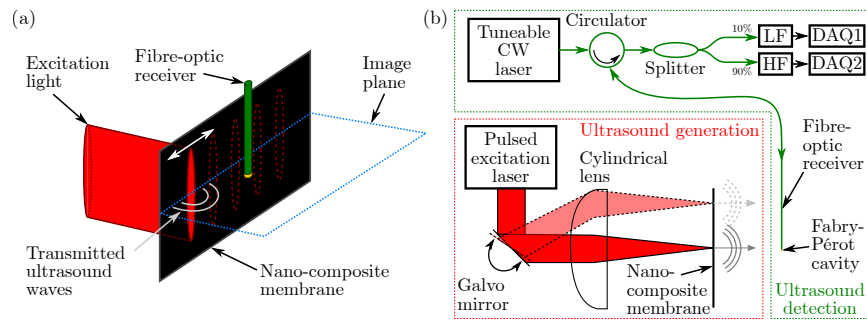 (a)
Fibre-optic
receiver
Excitation
light
Image
plane
Transmitted
ultrasound
waves
Nano-composite
membrane
(b)
Tuneable
CW
laser
Circulator
Splitter
10%
90%
LF
DAQ1
HF
DAQ2
Ultrasound generation
Pulsed
excitation
laser
Cylindrical
lens
Galvo
mirror
Nano-
composite
membrane
Fibre-
optic
receiver
Fabry-
Pérot
cavity
Ultrasound
detection